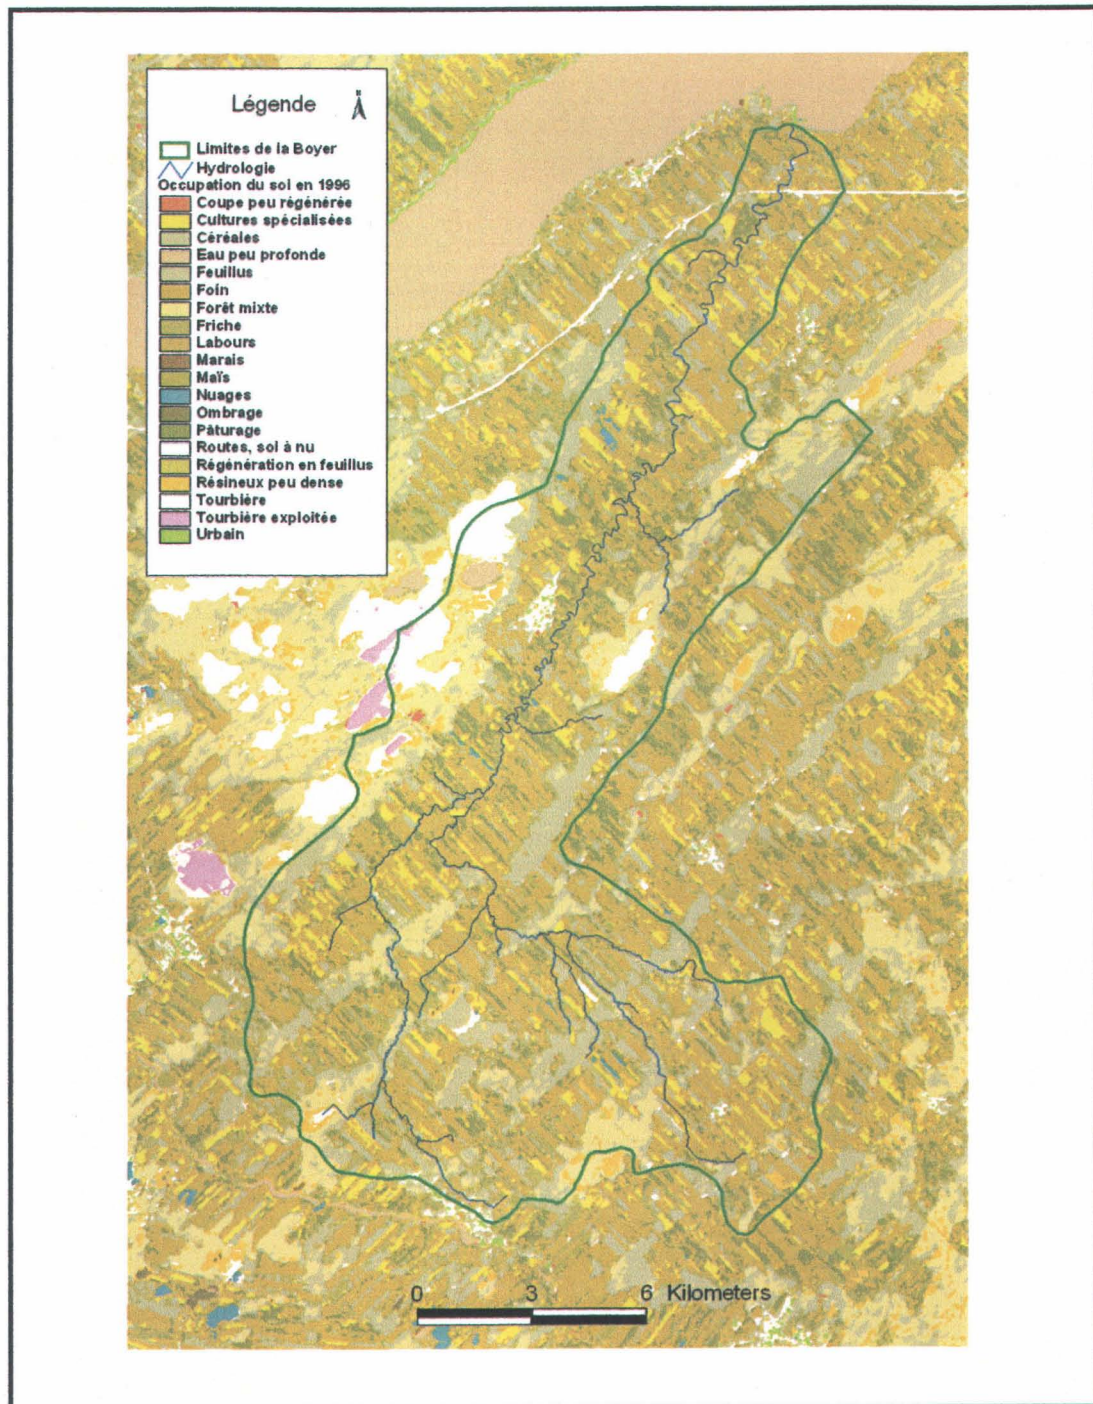 Légende
N
Limites de la Boyer
Hydrologie
Occupation du sol en 1996
Coupe peu régénérée
Cultures spécialisées
Céréales
Eau peu profonde
Feuillus
Foin
Forêt mixte
Friche
Labours
Marais
Maïs
Nuages
Ombrage
Pâturage
Routes, sol à nu
Régénération en feuillus
Résineux peu dense
Tourbière
Tourbière exploitée
Urbain
0 3 6 Kilometers